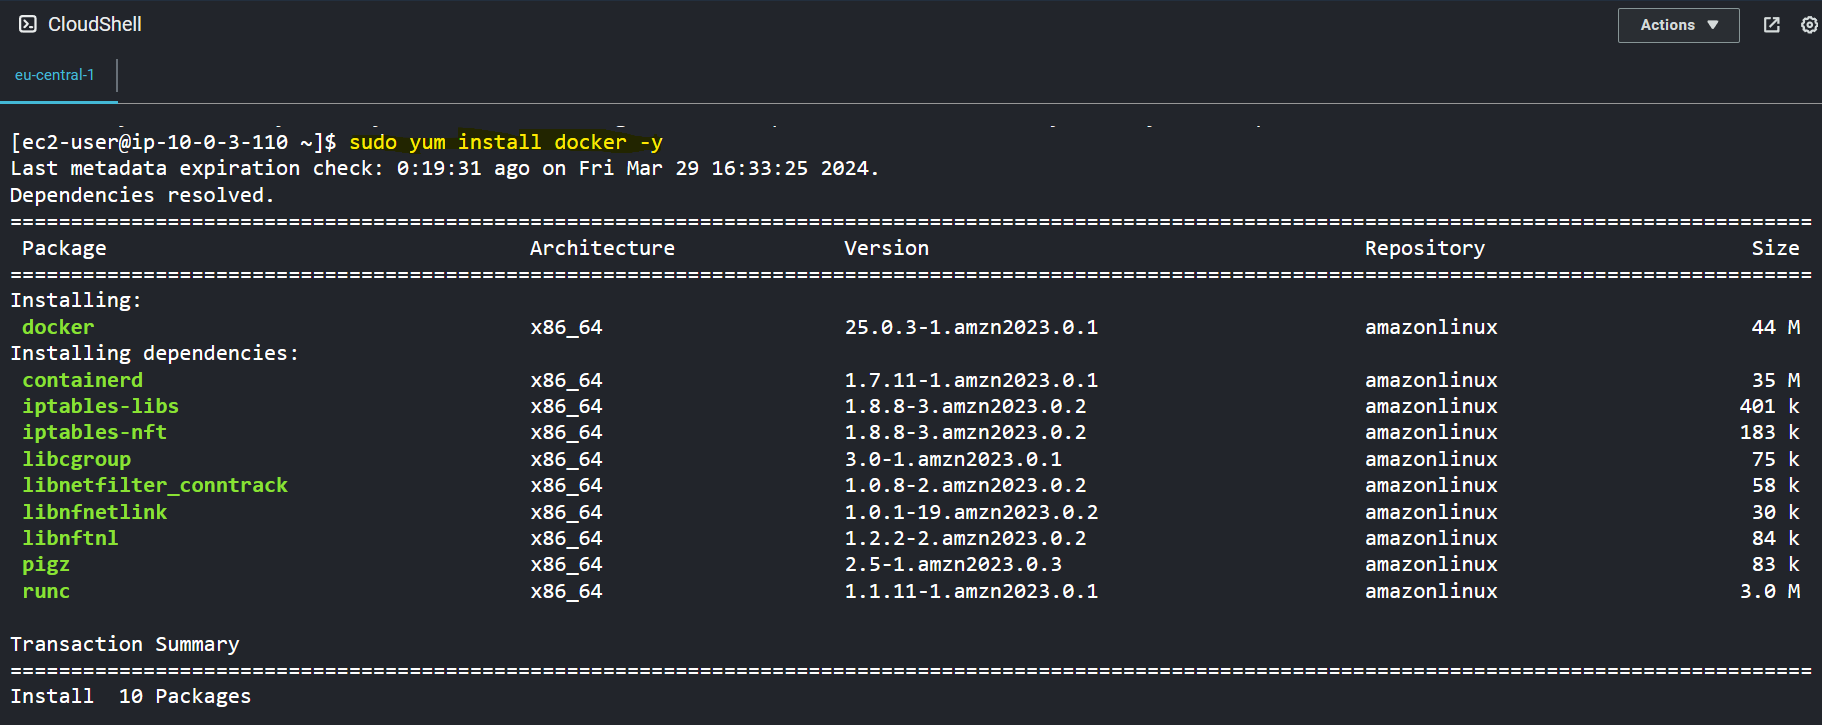 CloudShell
Actions
eu-central-1
[ec2-user@ip-10-0-3-110 ~]$ sudo yum install docker -y
Last metadata expiration check: 0:19:31 ago on Fri Mar 29 16:33:25 2024.
Dependencies resolved.
=====================================================================================================================================================
Package Architecture Version Repository Size
=====================================================================================================================================================
Installing:
docker x86_64 25.0.3-1.amzn2023.0.1 amazonlinux 44 M
Installing dependencies:
containerd x86_64 1.7.11-1.amzn2023.0.1 amazonlinux 35 M
iptables-libs x86_64 1.8.8-3.amzn2023.0.2 amazonlinux 401 k
iptables-nft x86_64 1.8.8-3.amzn2023.0.2 amazonlinux 183 k
libcgroup x86_64 3.0-1.amzn2023.0.1 amazonlinux 75 k
libnetfilter_conntrack x86_64 1.0.8-2.amzn2023.0.2 amazonlinux 58 k
libnfnetlink x86_64 1.0.1-19.amzn2023.0.2 amazonlinux 30 k
libnftnl x86_64 1.2.2-2.amzn2023.0.2 amazonlinux 84 k
pigz x86_64 2.5-1.amzn2023.0.3 amazonlinux 83 k
runc x86_64 1.1.11-1.amzn2023.0.1 amazonlinux 3.0 M
Transaction Summary
=====================================================================================================================================================
Install 10 Packages